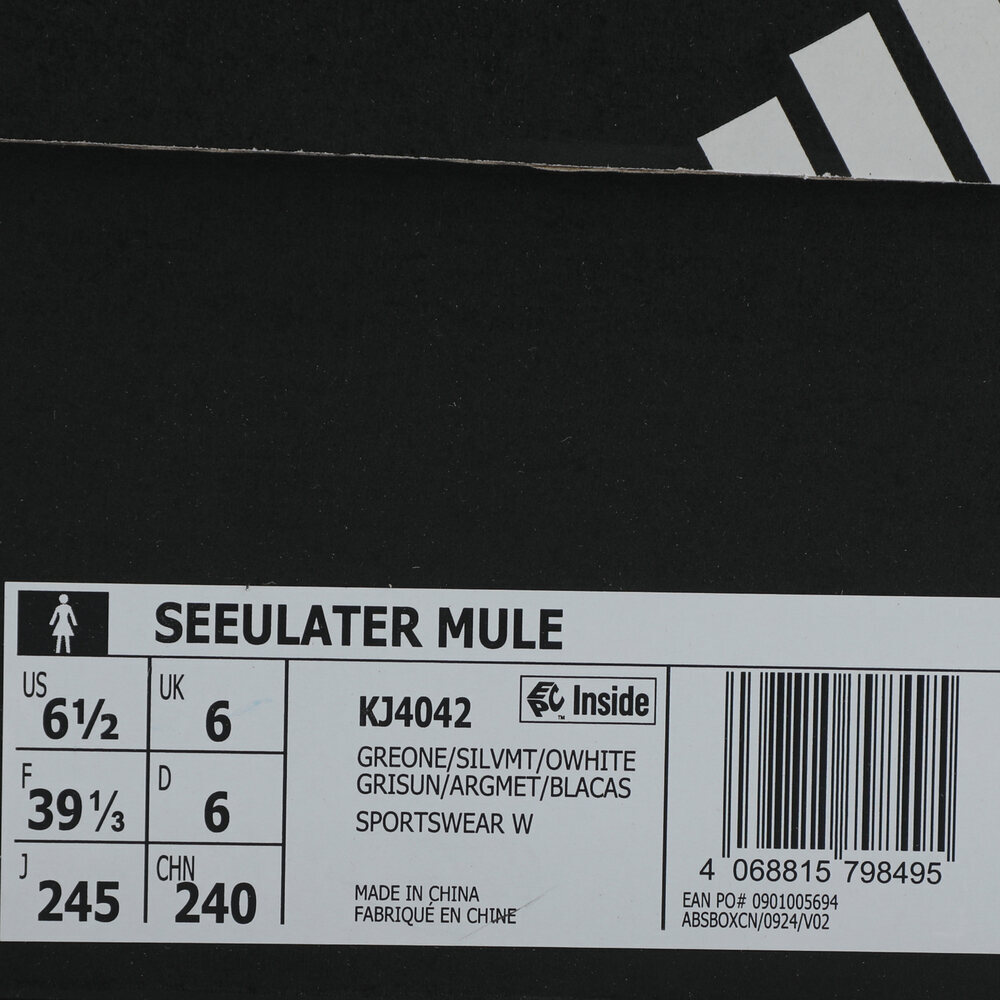 SEEULATER MULE
US 6½
UK 6
F 39⅓
D 6
J 245
CHN 240
KJ4042
EPC™ Inside
GREONE/SILVMT/OWHITE
GRISUN/ARGMET/BLACAS
SPORTSWEAR W
MADE IN CHINA
FABRIQUÉ EN CHINE
4 068815 798495
EAN PO# 0901005694
ABSBOXCN/0924/V02